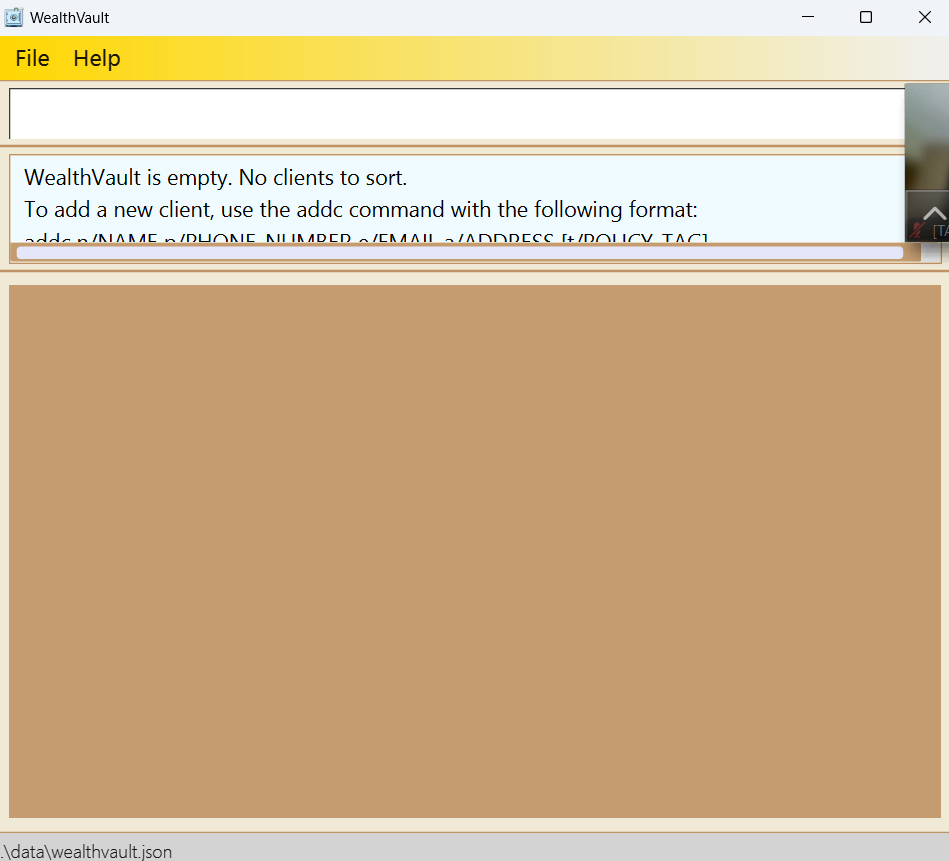 WealthVault
File Help
WealthVault is empty. No clients to sort.
To add a new client, use the addc command with the following format:
addc n/NAME p/PHONE_NUMBER e/EMAIL a/ADDRESS [t/POLICY_TAG]
[TA
.\data\wealthvault.json